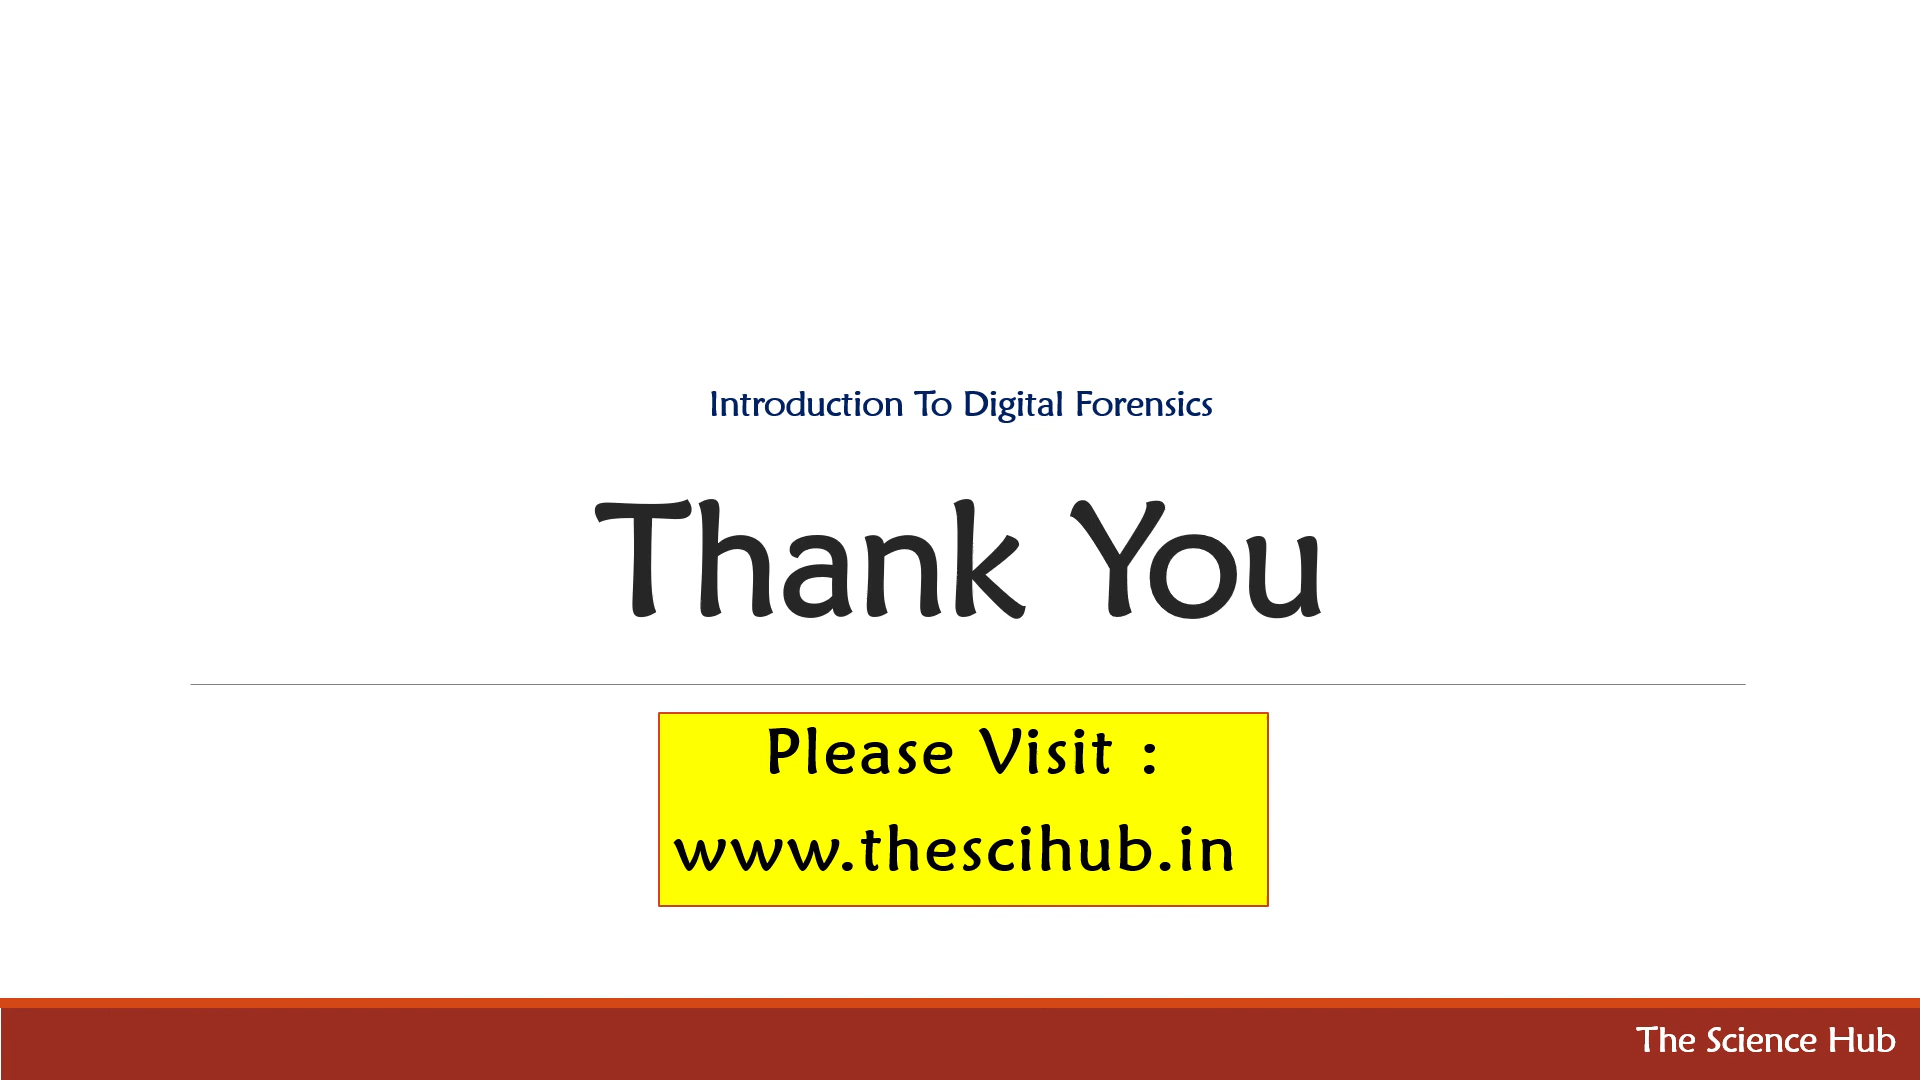 Introduction To Digital Forensics
Thank You
Please Visit :
www.thescihub.in
The Science Hub